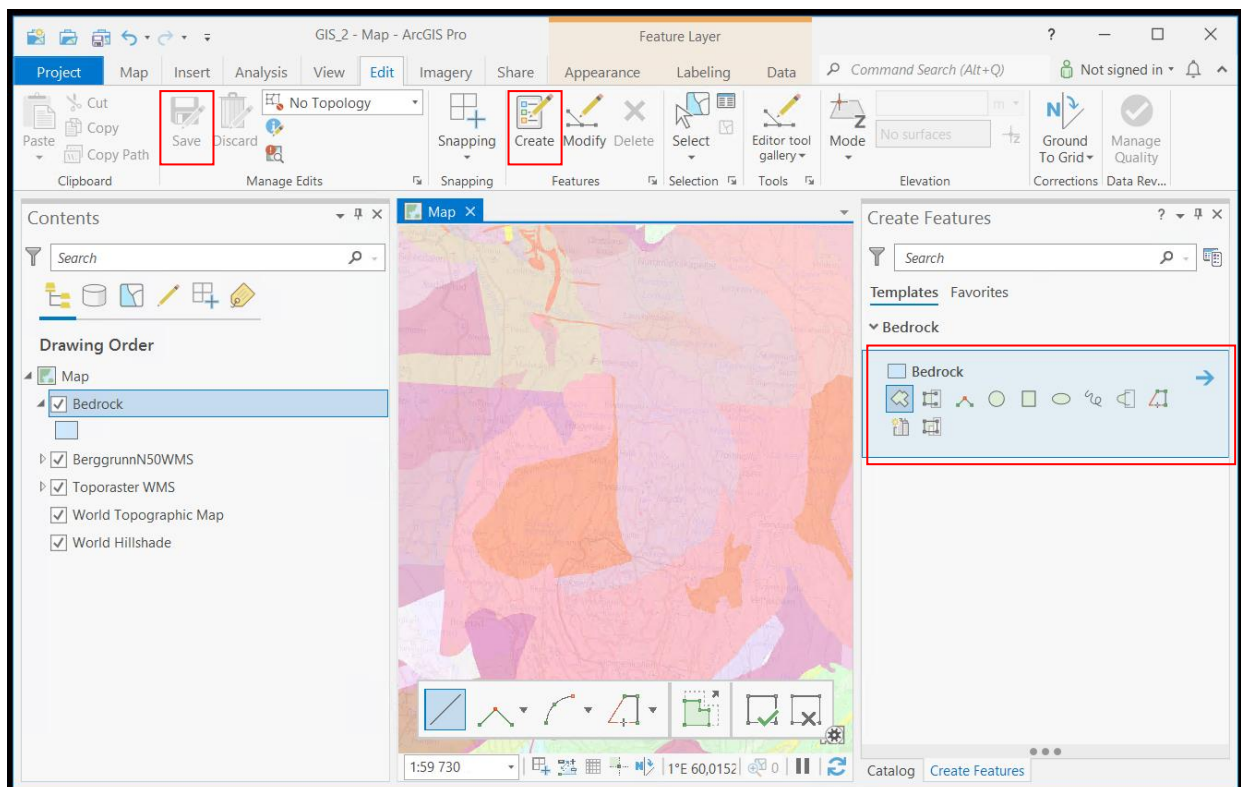 GIS_2 - Map - ArcGIS Pro
Feature Layer
?
Project Map Insert Analysis View Edit Imagery Share Appearance Labeling Data Command Search (Alt+Q) Not signed in
Paste
Cut
Copy
Copy Path
Clipboard
Save
Discard
No Topology
Manage Edits
Snapping
Snapping
Create
Modify
Delete
Features
Select
Selection
Editor tool
gallery
Tools
Mode
Z
No surfaces
m
Elevation
Ground
To Grid
Corrections
Manage
Quality
Data Rev...
Contents
Search
Drawing Order
Map
Bedrock
BerggrunnN50WMS
Toporaster WMS
World Topographic Map
World Hillshade
Map
1:59 730
1°E 60,0152
0
Create Features
?
Search
Templates Favorites
Bedrock
Bedrock
Catalog Create Features